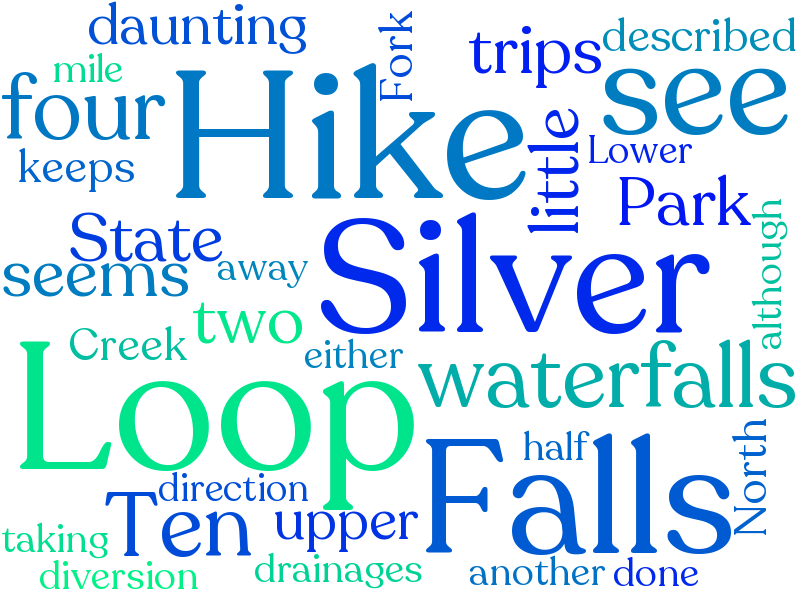 daunting
Fork
trips
described
mile
four
Hike
see
keeps
little
Lower
Park
State
Silver
although
seems
away
two
Creek
either
waterfalls
Loop
North
half
Falls
direction
Ten
upper
taking
diversion
drainages
another
done